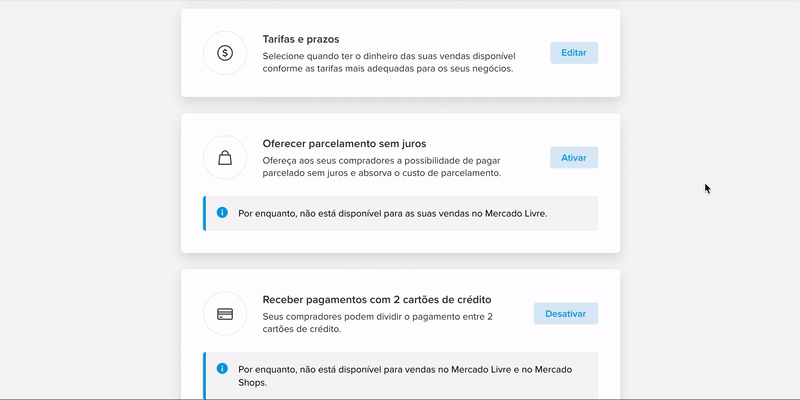 Tarifas e prazos
Selecione quando ter o dinheiro das suas vendas disponível
conforme as tarifas mais adequadas para os seus negócios.
Editar
Oferecer parcelamento sem juros
Ofereça aos seus compradores a possibilidade de pagar
parcelado sem juros e absorva o custo de parcelamento.
Ativar
Por enquanto, não está disponível para as suas vendas no Mercado Livre.
Receber pagamentos com 2 cartões de crédito
Seus compradores podem dividir o pagamento entre 2
cartões de crédito.
Desativar
Por enquanto, não está disponível para vendas no Mercado Livre e no Mercado
Shops.